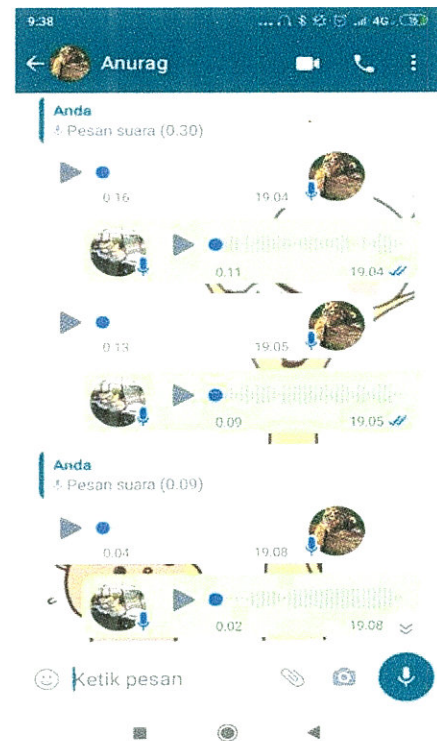 9:38
4G
Anurag
Anda
Pesan suara (0.30)
0.16 19.04
0.11 19.04
0.13 19.05
0.09 19.05
Anda
Pesan suara (0.09)
0.04 19.08
0.02 19.08
Ketik pesan